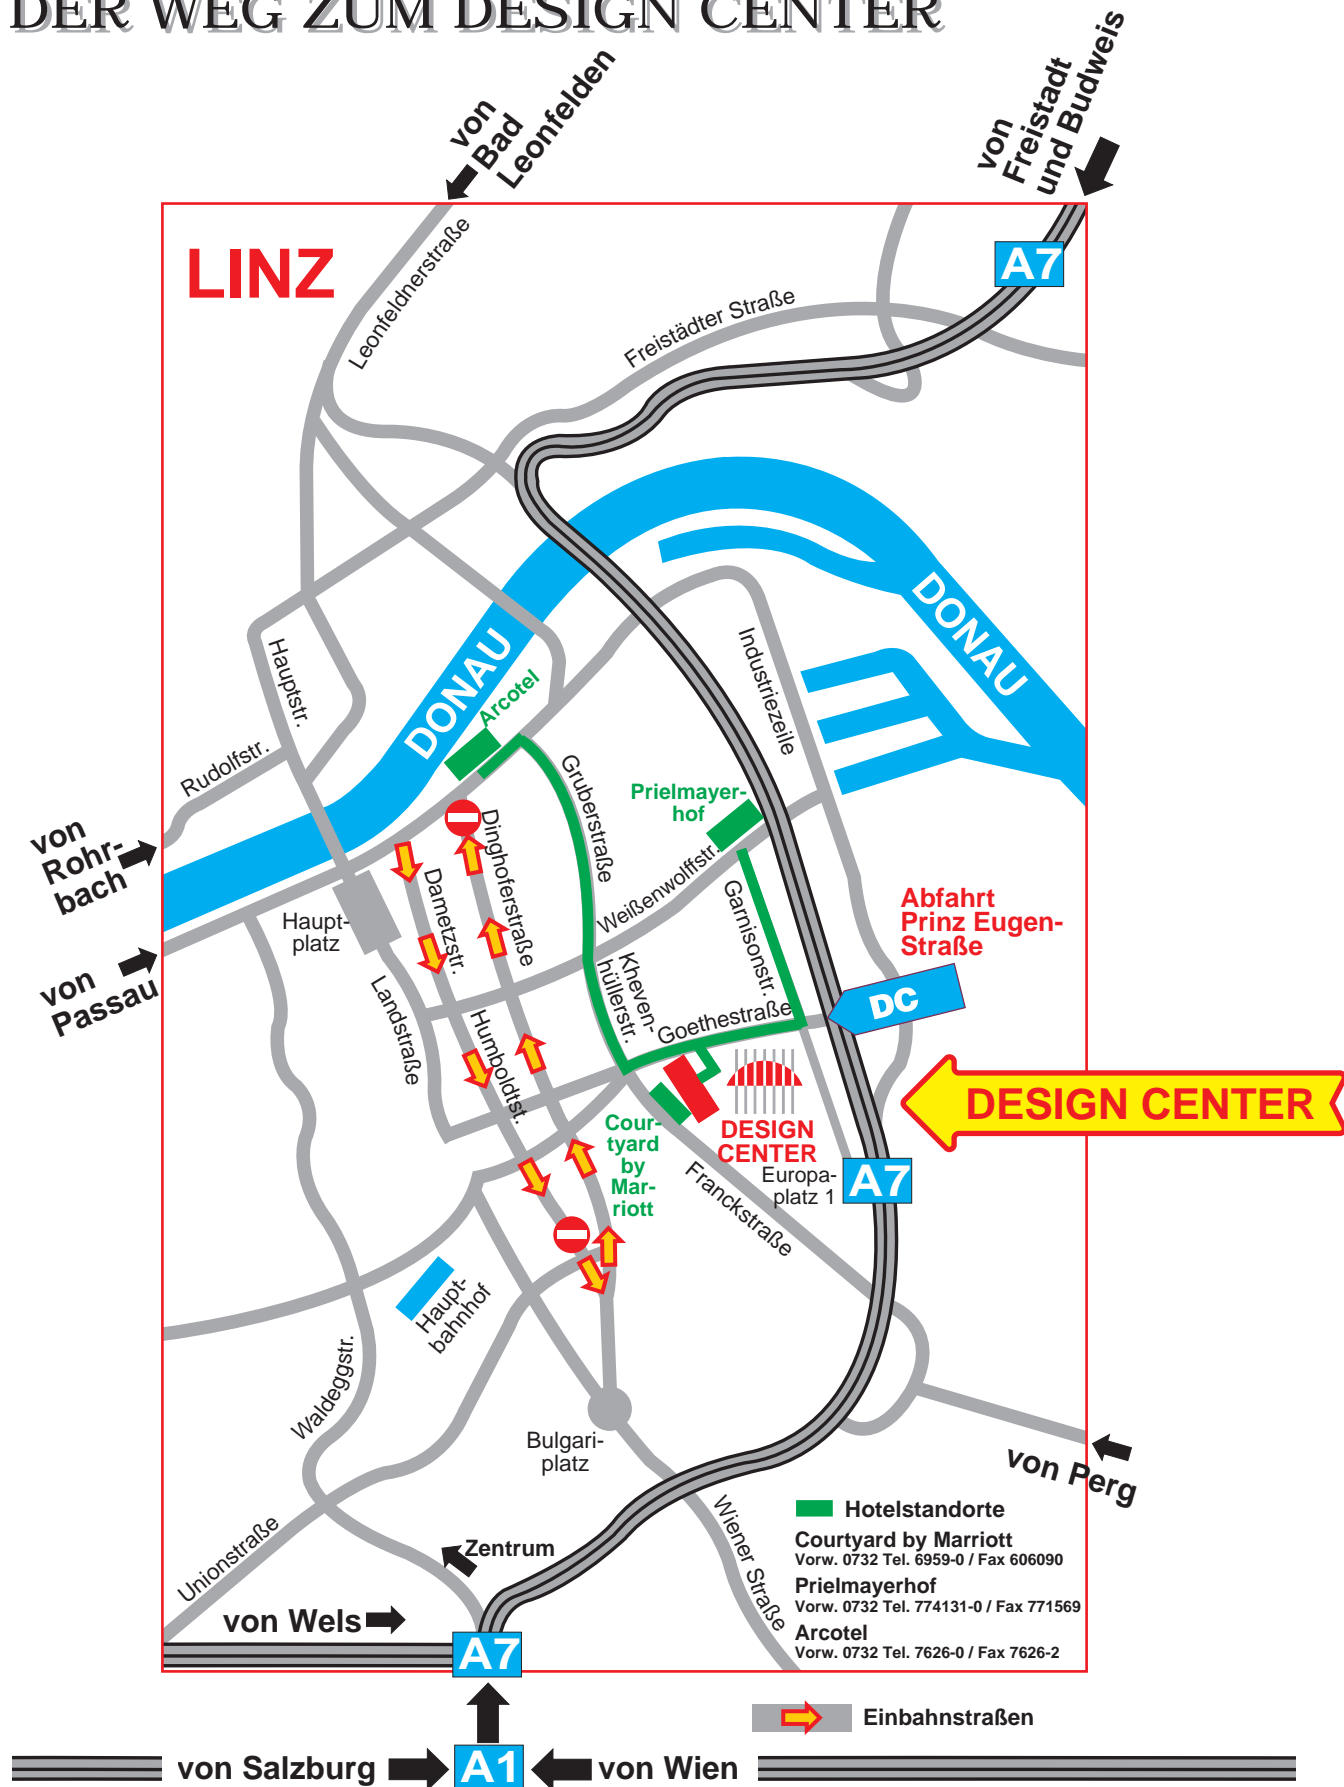 DER WEG ZUM DESIGN CENTER
von
Bad
Leonfelden
von
Freistadt
und Budweis
LINZ
A7
Leonfeldnerstraße
Freistädter Straße
DONAU
DONAU
Industriezeile
Hauptstr.
Arcotel
Rudolfstr.
Gruberstraße
Prielmayer-
hof
von
Rohr-
bach
Dinghoferstraße
Dametzstr.
Weißenwolffstr.
Garnisonstr.
Abfahrt
Prinz Eugen-
Straße
Haupt-
platz
von
Passau
Landstraße
Kheven-
hüllerstr.
Goethestraße
DC
Humboldtst.
DESIGN CENTER
Cour-
tyard
by
Mar-
riott
DESIGN
CENTER
Europa-
platz 1
A7
Franckstraße
Haupt-
bahnhof
Waldeggstr.
Bulgari-
platz
von Perg
Wiener Straße
Unionstraße
Zentrum
Hotelstandorte
Courtyard by Marriott
Vorw. 0732 Tel. 6959-0 / Fax 606090
Prielmayerhof
Vorw. 0732 Tel. 774131-0 / Fax 771569
Arcotel
Vorw. 0732 Tel. 7626-0 / Fax 7626-2
von Wels
A7
Einbahnstraßen
von Salzburg
A1
von Wien